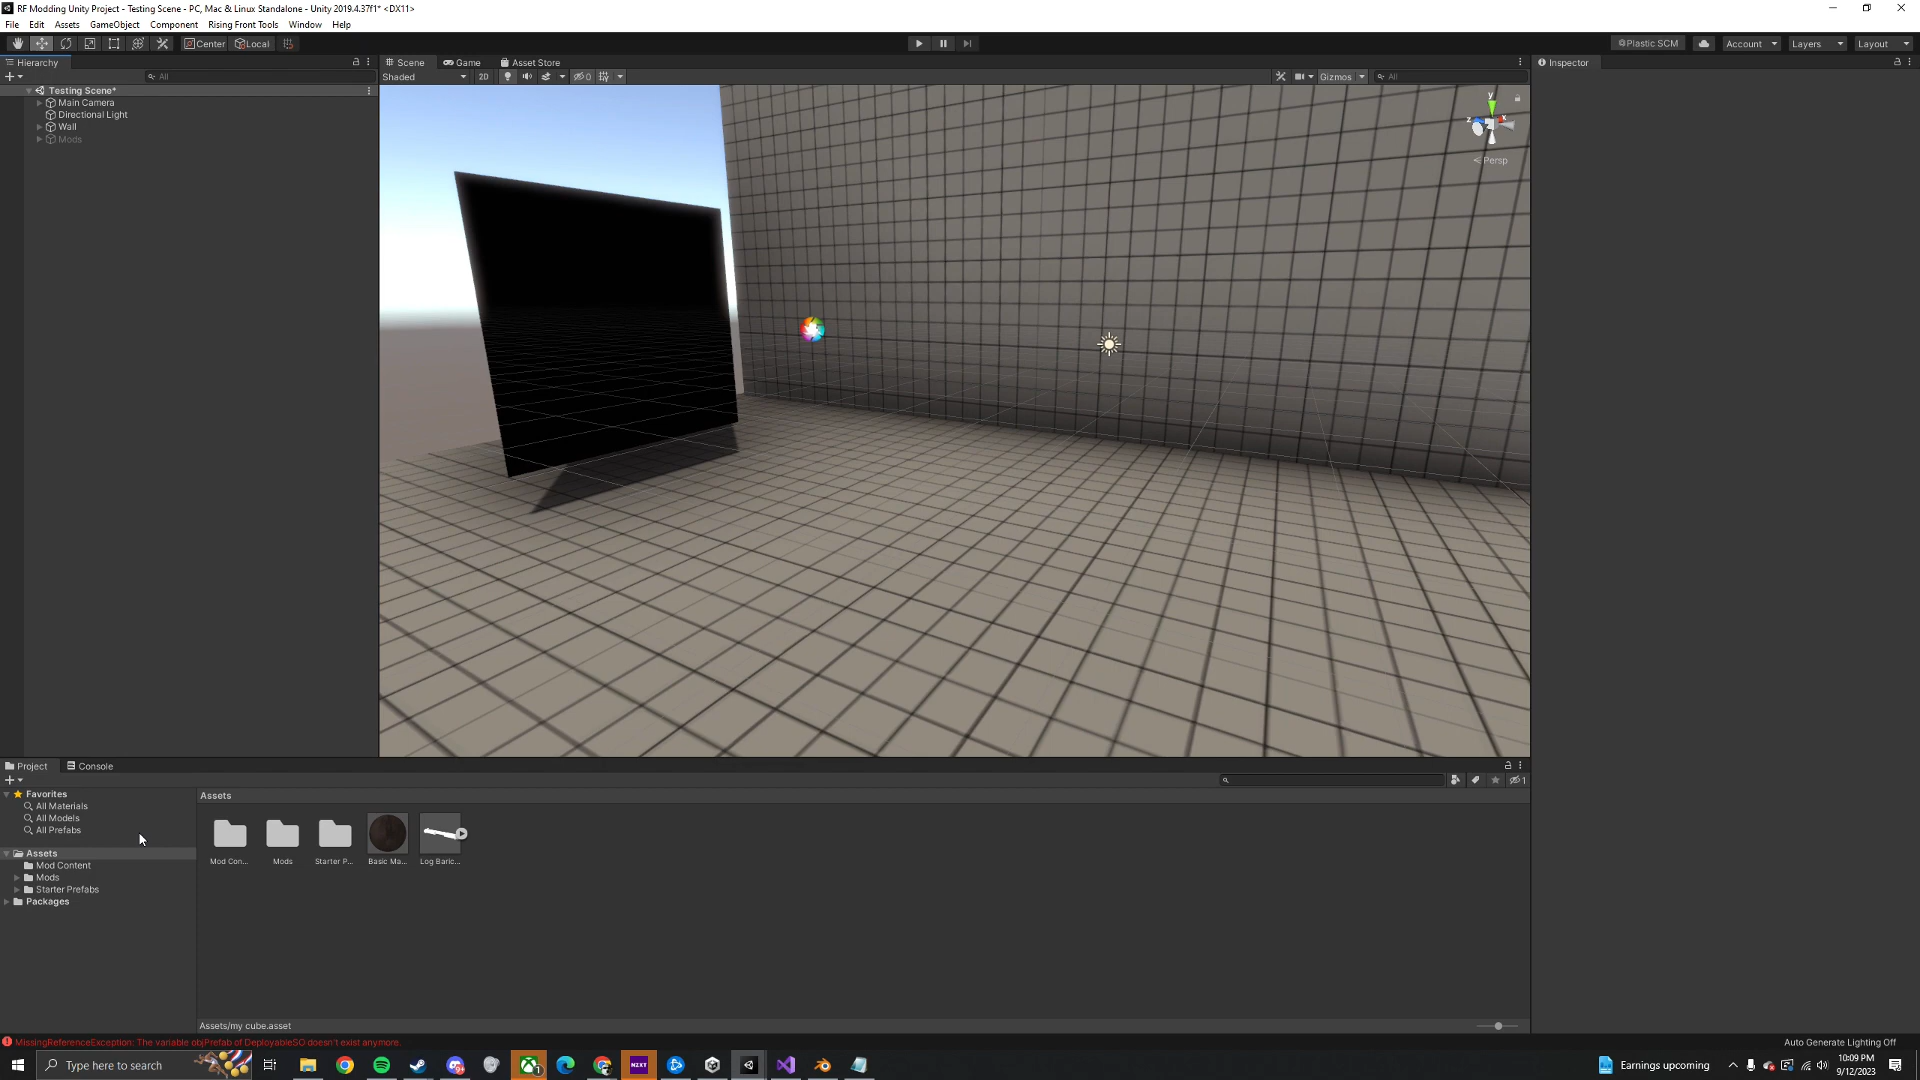 RF Modding Unity Project - Testing Scene - PC, Mac & Linux Standalone - Unity 2019.4.37f1* <DX11>
File Edit Assets GameObject Component Rising Front Tools Window Help
Center Local
Plastic SCM Account Layers Layout
Hierarchy
All
Testing Scene*
Main Camera
Directional Light
Wall
Mods
Scene Game Asset Store
Shaded 2D 0 Gizmos All
y
z x
< Persp
Inspector
Project Console
1
Favorites
All Materials
All Models
All Prefabs
Assets
Mod Content
Mods
Starter Prefabs
Packages
Assets
Mod Con... Mods Starter P... Basic Ma... Log Baric...
Assets/my cube.asset
MissingReferenceException: The variable objPrefab of DeployableSO doesn't exist anymore.
Auto Generate Lighting Off
Type here to search
NZXT
Earnings upcoming
10:09 PM
9/12/2023